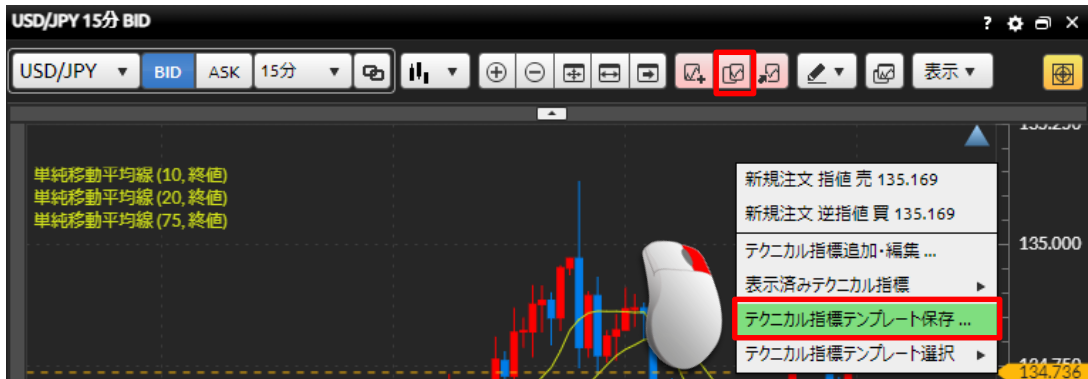 USD/JPY 15分 BID
?
USD/JPY BID ASK 15分 表示
135.250
単純移動平均線 (10, 終値)
単純移動平均線 (20, 終値)
単純移動平均線 (75, 終値)
新規注文 指値 売 135.169
新規注文 逆指値 買 135.169
テクニカル指標追加・編集 ...
表示済みテクニカル指標
テクニカル指標テンプレート保存 ...
テクニカル指標テンプレート選択
135.000
134.750
134.736